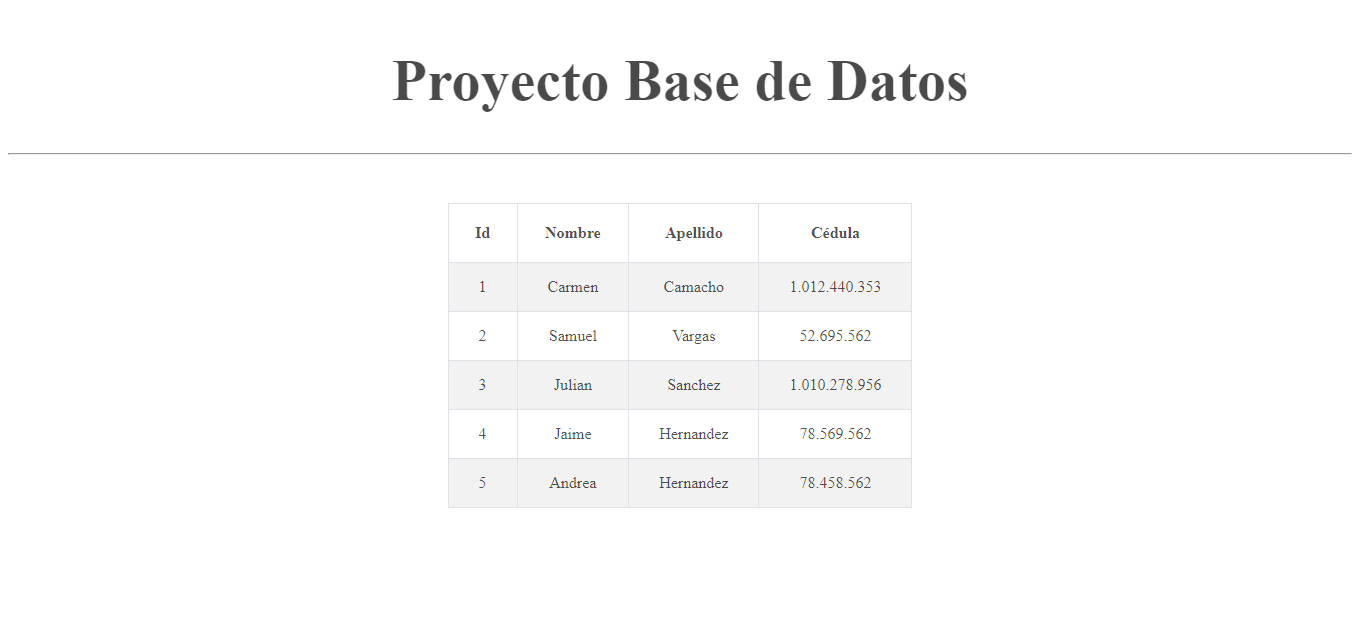 Proyecto Base de Datos
Id Nombre Apellido Cédula
1 Carmen Camacho 1.012.440.353
2 Samuel Vargas 52.695.562
3 Julian Sanchez 1.010.278.956
4 Jaime Hernandez 78.569.562
5 Andrea Hernandez 78.458.562